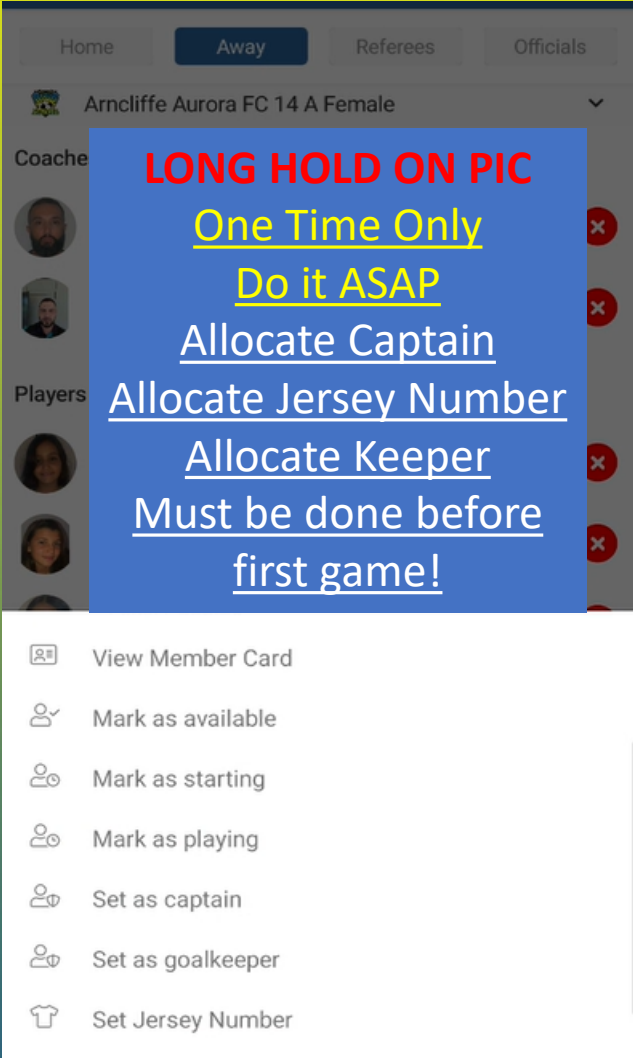 Home Away Referees Officials
Arncliffe Aurora FC 14 A Female
Coache
LONG HOLD ON PIC
One Time Only
Do it ASAP
Allocate Captain
Players
Allocate Jersey Number
Allocate Keeper
Must be done before
first game!
View Member Card
Mark as available
Mark as starting
Mark as playing
Set as captain
Set as goalkeeper
Set Jersey Number